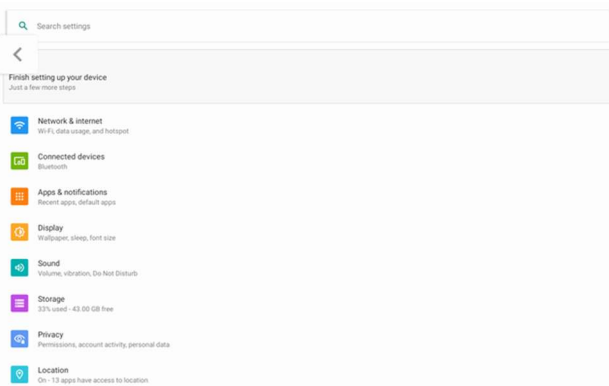 Search settings
Finish setting up your device
Just a few more steps
Network & internet
Wi-Fi, data usage, and hotspot
Connected devices
Bluetooth
Apps & notifications
Recent apps, default apps
Display
Wallpaper, sleep, font size
Sound
Volume, vibration, Do Not Disturb
Storage
33% used - 43.00 GB free
Privacy
Permissions, account activity, personal data
Location
On - 13 apps have access to location